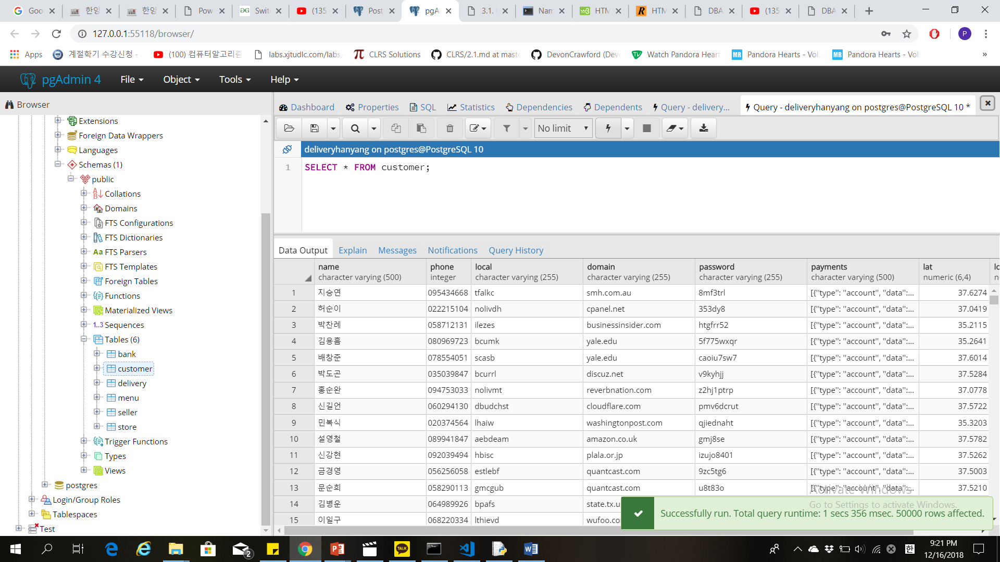 Goo
한양
한양
Pow
Swit
(135
Post
pgA
3.1.
Nam
HTM
HTM
DBA
(135
DBA
127.0.0.1:55118/browser/
P
Apps
계절학기 수강신청 -
(100) 컴퓨터알고리즘
labs.xjtudlc.com/labs/
CLRS Solutions
CLRS/2.1.md at maste
DevonCrawford (Dev
Watch Pandora Heart
Pandora Hearts - Vol.
Pandora Hearts - Vol.
»
pgAdmin 4
File
Object
Tools
Help
Browser
Extensions
Foreign Data Wrappers
Languages
Schemas (1)
public
Collations
Domains
FTS Configurations
FTS Dictionaries
FTS Parsers
FTS Templates
Foreign Tables
Functions
Materialized Views
Sequences
Tables (6)
bank
customer
delivery
menu
seller
store
Trigger Functions
Types
Views
postgres
Login/Group Roles
Tablespaces
Test
Dashboard
Properties
SQL
Statistics
Dependencies
Dependents
Query - delivery...
Query - deliveryhanyang on postgres@PostgreSQL 10 *
No limit
deliveryhanyang on postgres@PostgreSQL 10
1 SELECT * FROM customer;
Data Output Explain Messages Notifications Query History
name phone local domain password payments lat lo
character varying (500) integer character varying (255) character varying (255) character varying (255) character varying (500) numeric (6,4) n
1 지승연 095434668 tfalkc smh.com.au 8mf3trl [{"type": "account", "data":... 37.6274
2 허순이 022215104 nolivdh cpanel.net 353dy8 [{"type": "account", "data":... 37.0419
3 박찬례 058712131 ilezes businessinsider.com htgfrr52 [{"type": "account", "data":... 35.2115
4 김용흠 080969723 bcumk yale.edu 5f775wxqr [{"type": "account", "data":... 35.2641
5 배창준 078554051 scasb yale.edu caoiu7sw7 [{"type": "account", "data":... 37.6014
6 박도곤 035039847 bcurrl discuz.net v9kyhjj [{"type": "account", "data":... 37.5284
7 홍순완 094753033 nolivmt reverbnation.com z2hj1ptrp [{"type": "account", "data":... 37.0778
8 신길언 060294130 dbudchst cloudflare.com pmv6dcrut [{"type": "account", "data":... 37.5722
9 민복식 020374564 lhaiw washingtonpost.com qjiednaht [{"type": "account", "data":... 35.3203
10 설영철 089941847 aebdeam amazon.co.uk gmj8se [{"type": "account", "data":... 37.5782
11 신강현 092039494 hbisc plala.or.jp izujo8401 [{"type": "account", "data":... 37.5262
12 금경영 056256058 estlebf quantcast.com 9zc5tg6 [{"type": "account", "data":... 37.5003
13 문순희 058290113 gmcgub quantcast.com u8t83o [{"type": "account", "data":... 37.5210
14 김병운 064989926 bpafs state.tx.u
15 이일구 068220334 lthievd wufoo.co
Activate Windows
Go to Settings to activate Windows.
Successfully run. Total query runtime: 1 secs 356 msec. 50000 rows affected.
2
TALK
한
9:21 PM
12/16/2018